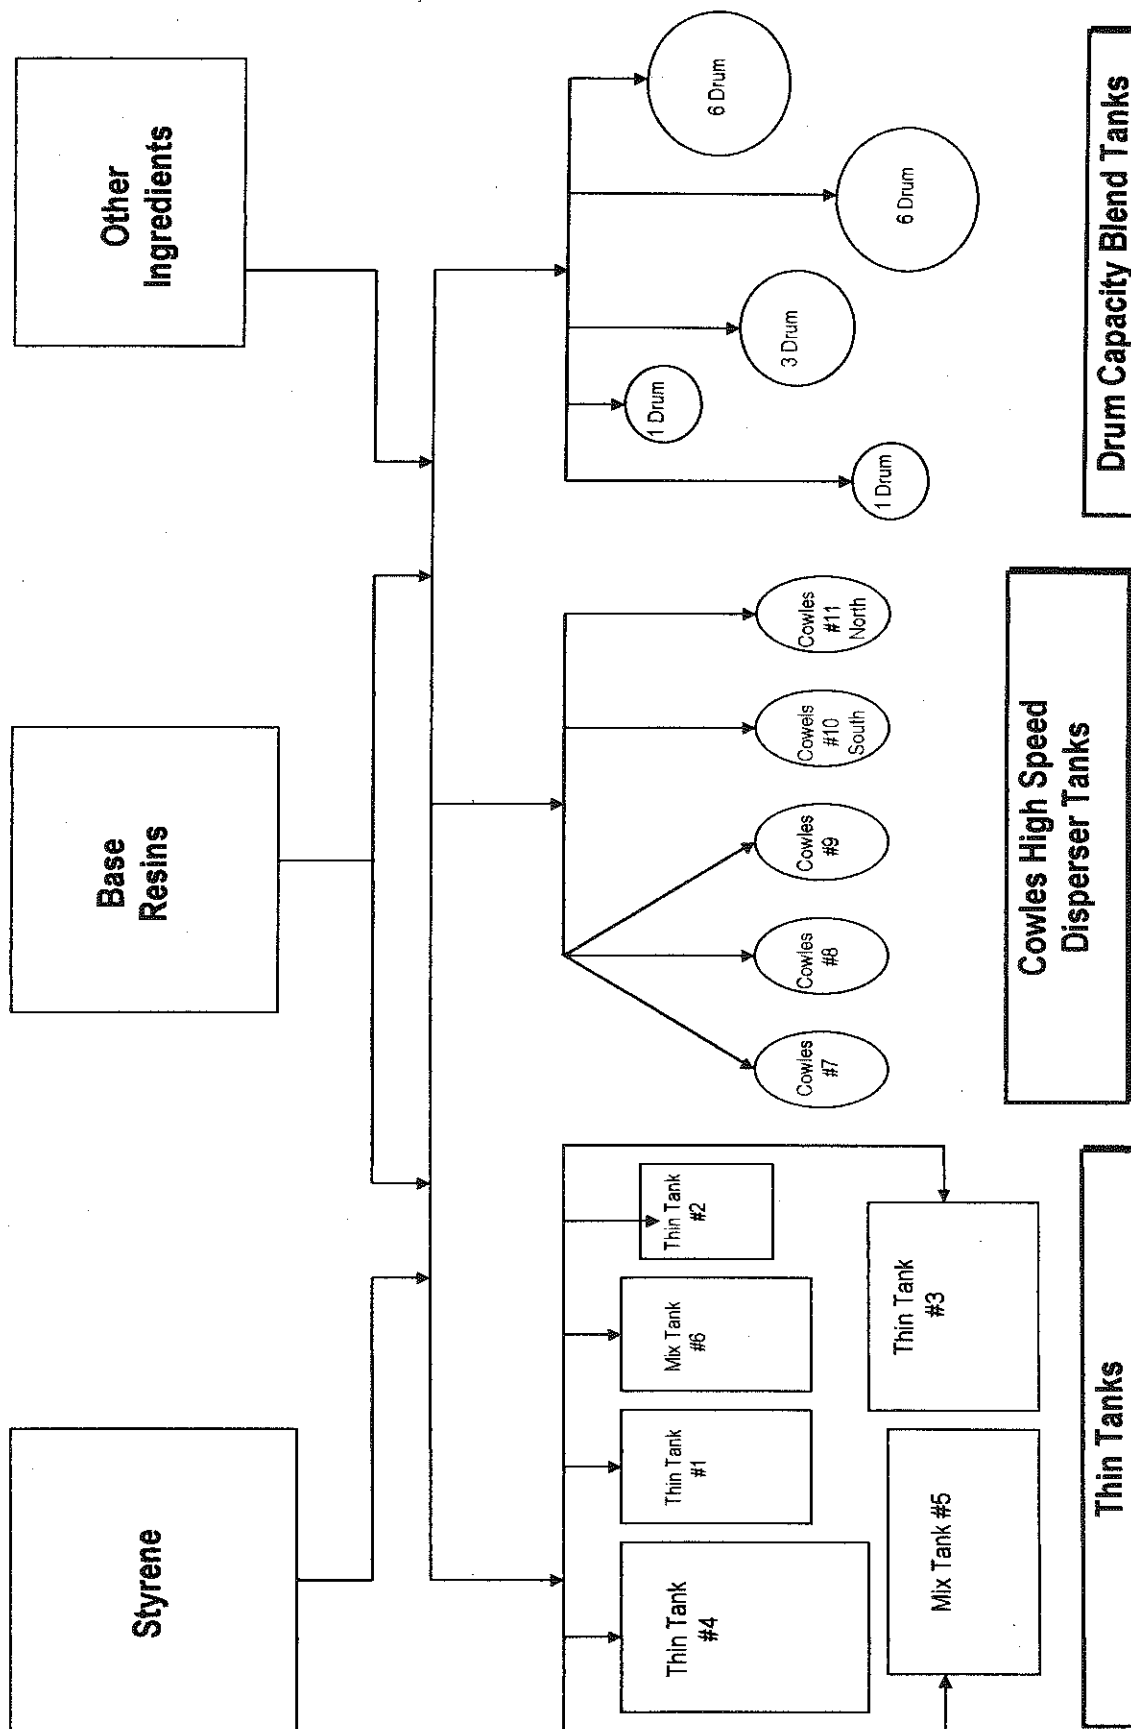 Styrene
Base
Resins
Other
Ingredients
Thin Tank
#4
Thin Tank
#1
Mix Tank
#6
Thin Tank
#2
Mix Tank #5
Thin Tank
#3
Cowles
#7
Cowles
#8
Cowles
#9
Cowels
#10
South
Cowles
#11
North
1 Drum
1 Drum
3 Drum
6 Drum
6 Drum
Thin Tanks
Cowles High Speed
Disperser Tanks
Drum Capacity Blend Tanks